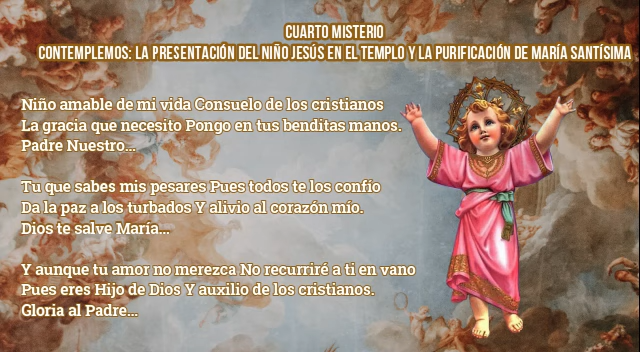 CUARTO MISTERIO
CONTEMPLEMOS: LA PRESENTACIÓN DEL NIÑO JESÚS EN EL TEMPLO Y LA PURIFICACIÓN DE MARÍA SANTÍSIMA
Niño amable de mi vida Consuelo de los cristianos
La gracia que necesito Pongo en tus benditas manos.
Padre Nuestro...
Tu que sabes mis pesares Pues todos te los confío
Da la paz a los turbados Y alivio al corazón mío.
Dios te salve María...
Y aunque tu amor no merezca No recurriré a ti en vano
Pues eres Hijo de Dios Y auxilio de los cristianos.
Gloria al Padre...